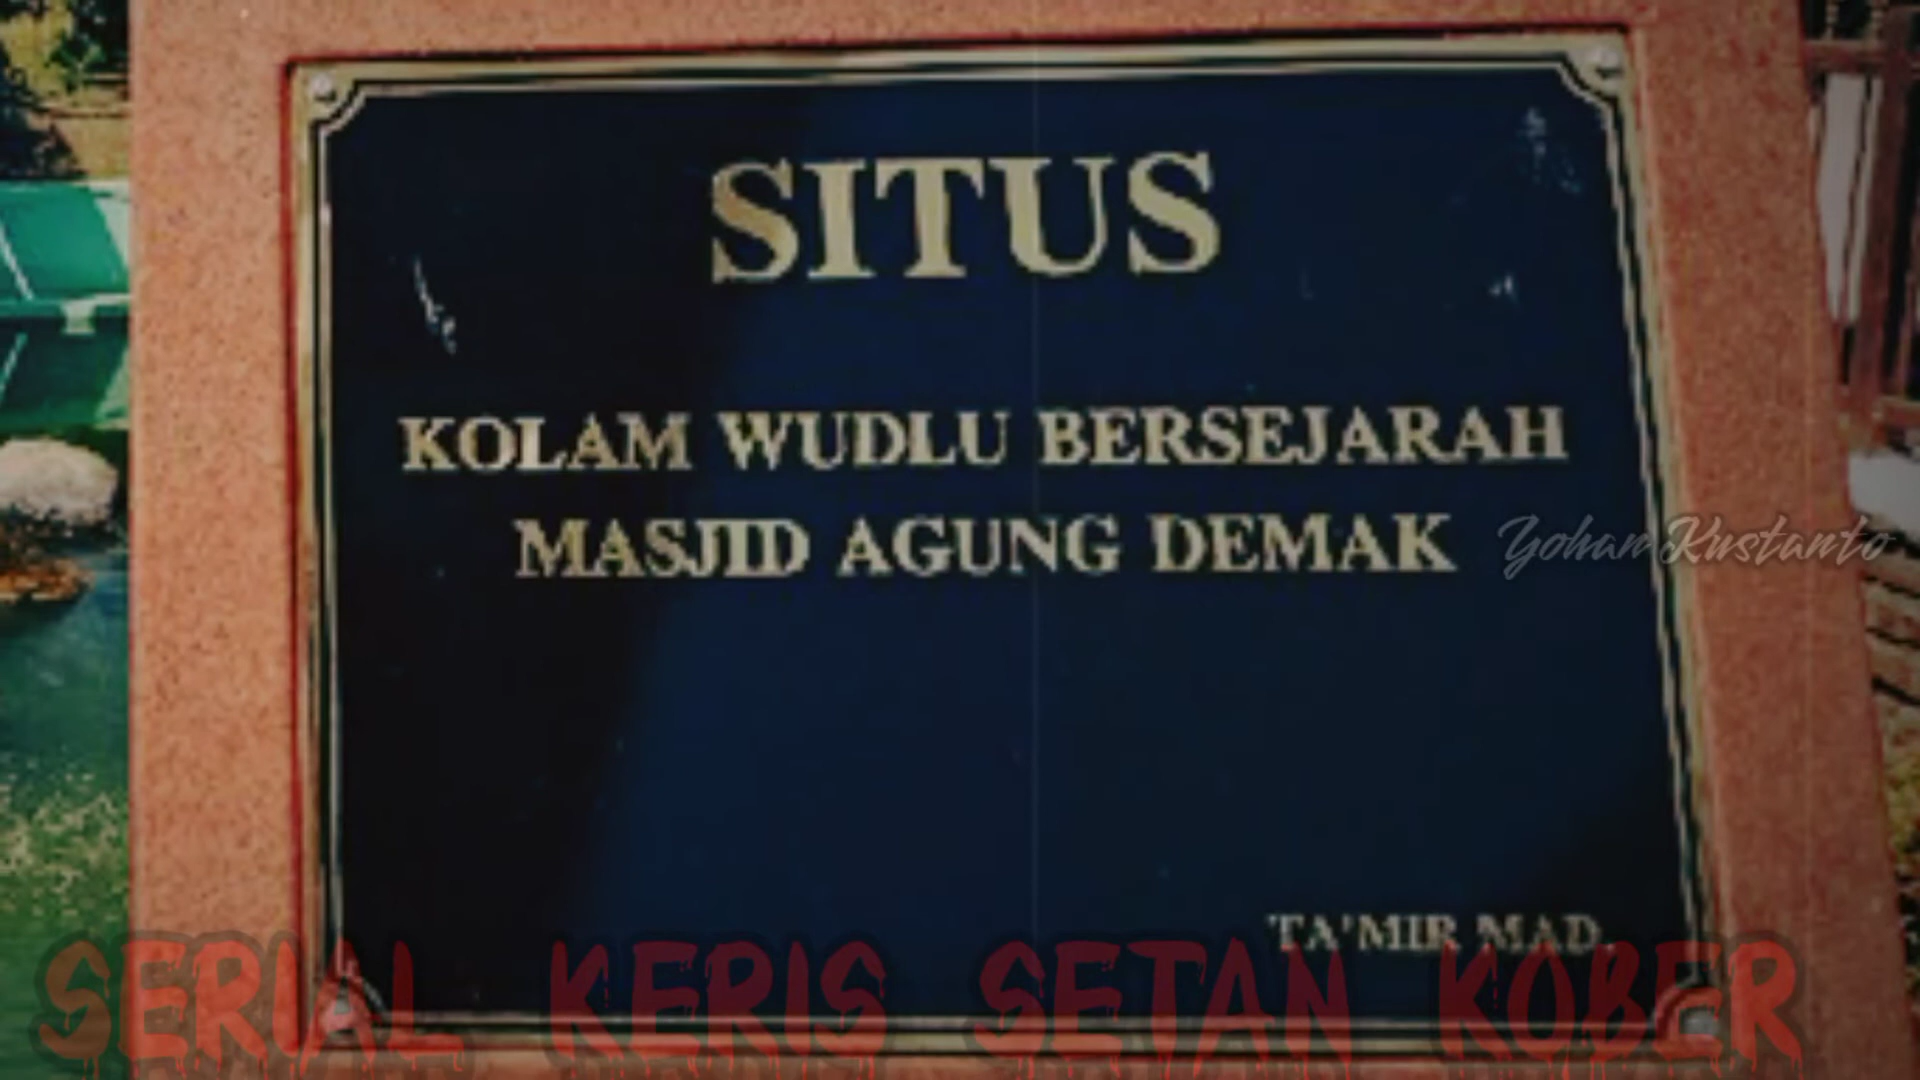 SITUS
KOLAM WUDLU BERSEJARAH
MASJID AGUNG DEMAK
Yohan Kustanto
TA'MIR MAD.
SERIAL KERIS SETAN KOBER